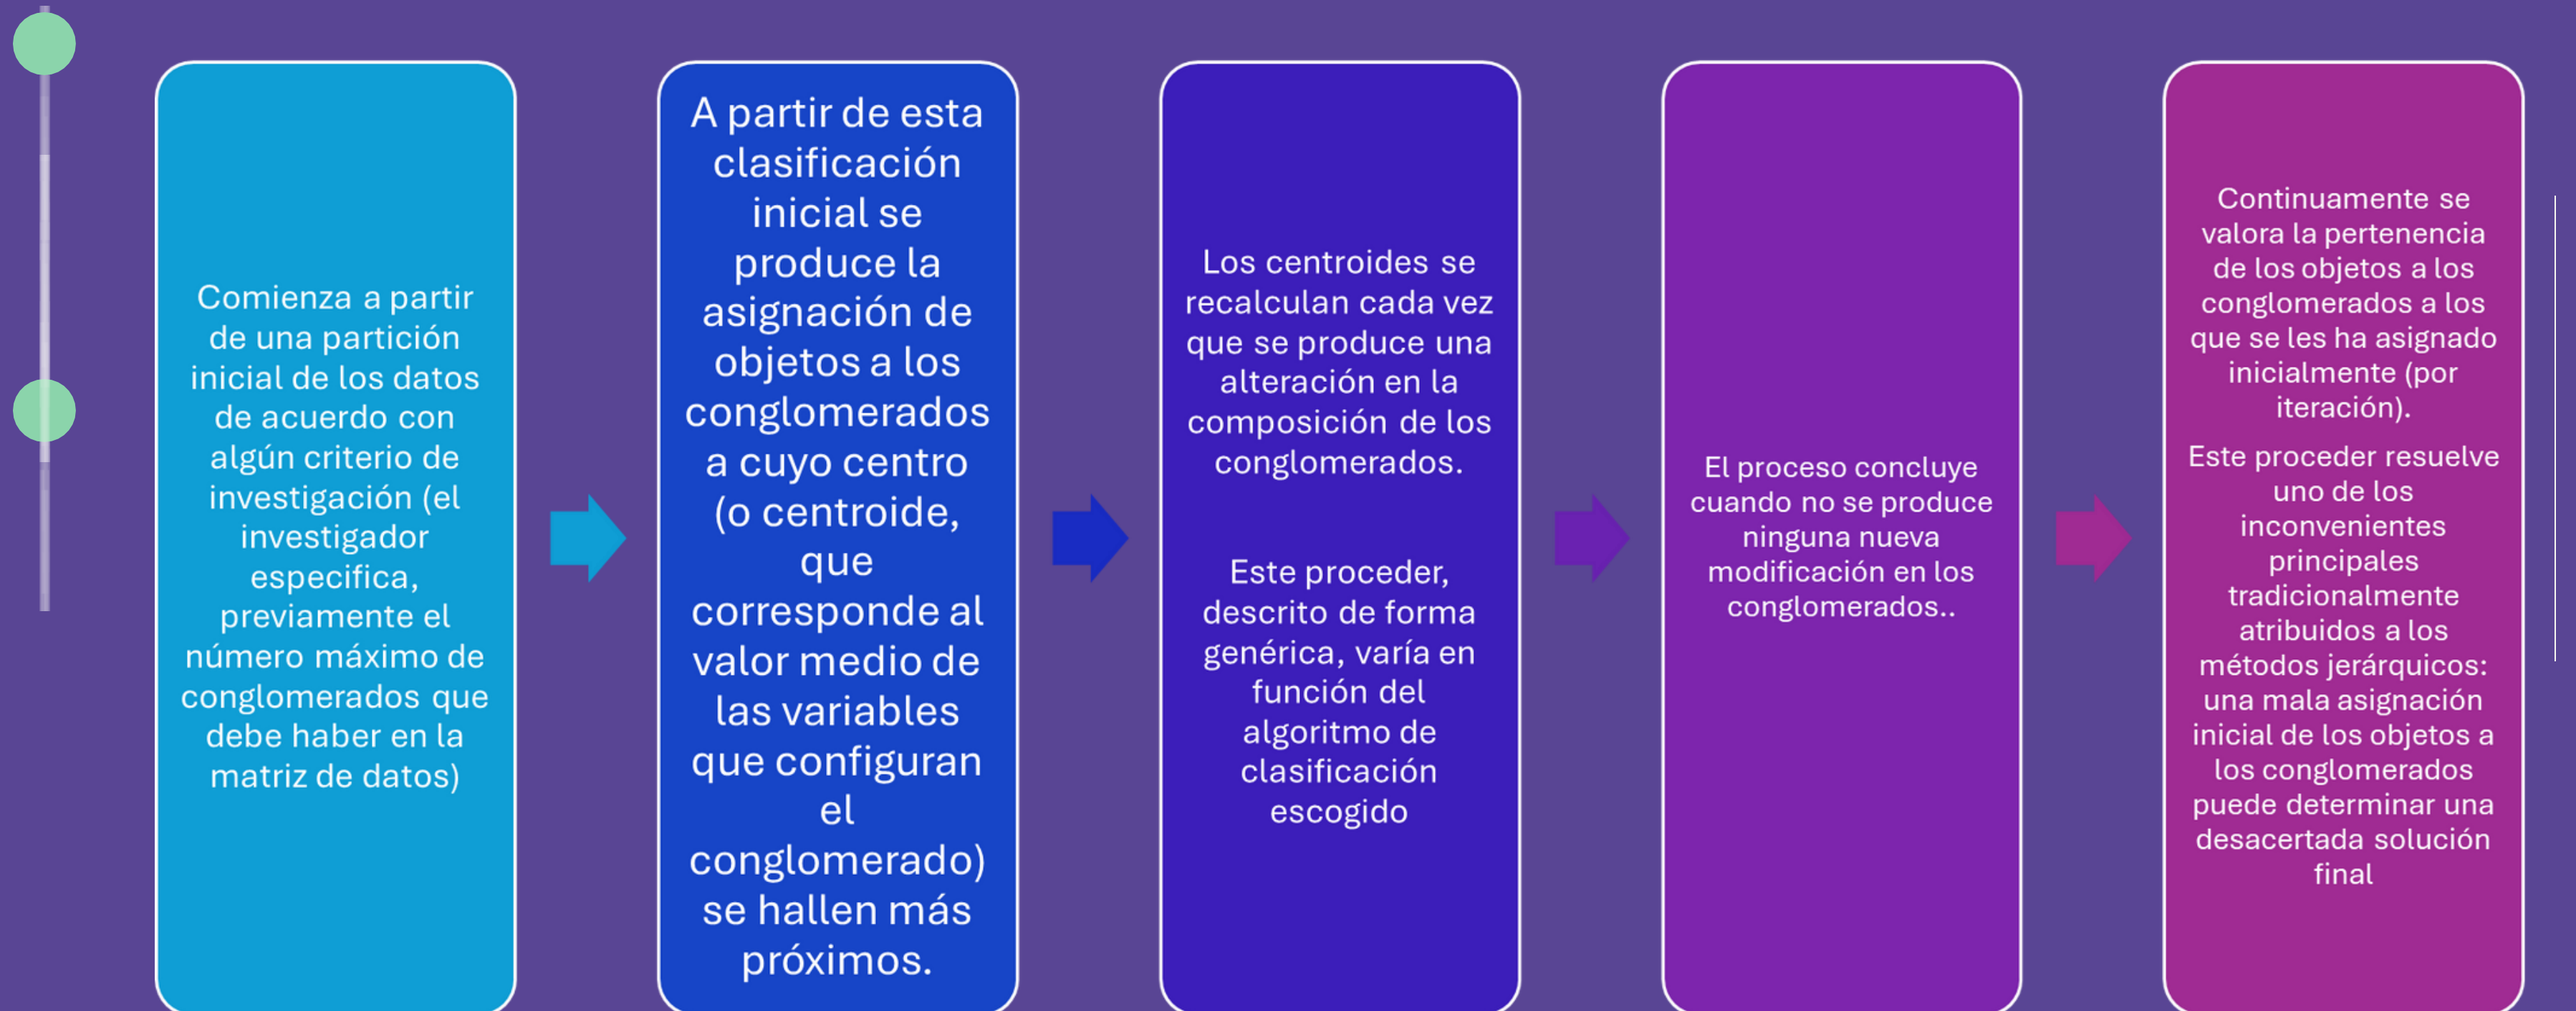 Comienza a partir
de una partición
inicial de los datos
de acuerdo con
algún criterio de
investigación (el
investigador
especifica,
previamente el
número máximo de
conglomerados que
debe haber en la
matriz de datos)
A partir de esta
clasificación
inicial se
produce la
asignación de
objetos a los
conglomerados
a cuyo centro
(o centroide,
que
corresponde al
valor medio de
las variables
que configuran
el
conglomerado)
se hallen más
próximos.
Los centroides se
recalculan cada vez
que se produce una
alteración en la
composición de los
conglomerados.
Este proceder,
descrito de forma
genérica, varía en
función del
algoritmo de
clasificación
escogido
El proceso concluye
cuando no se produce
ninguna nueva
modificación en los
conglomerados..
Continuamente se
valora la pertenencia
de los objetos a los
conglomerados a los
que se les ha asignado
inicialmente (por
iteración).
Este proceder resuelve
uno de los
inconvenientes
principales
tradicionalmente
atribuidos a los
métodos jerárquicos:
una mala asignación
inicial de los objetos a
los conglomerados
puede determinar una
desacertada solución
final